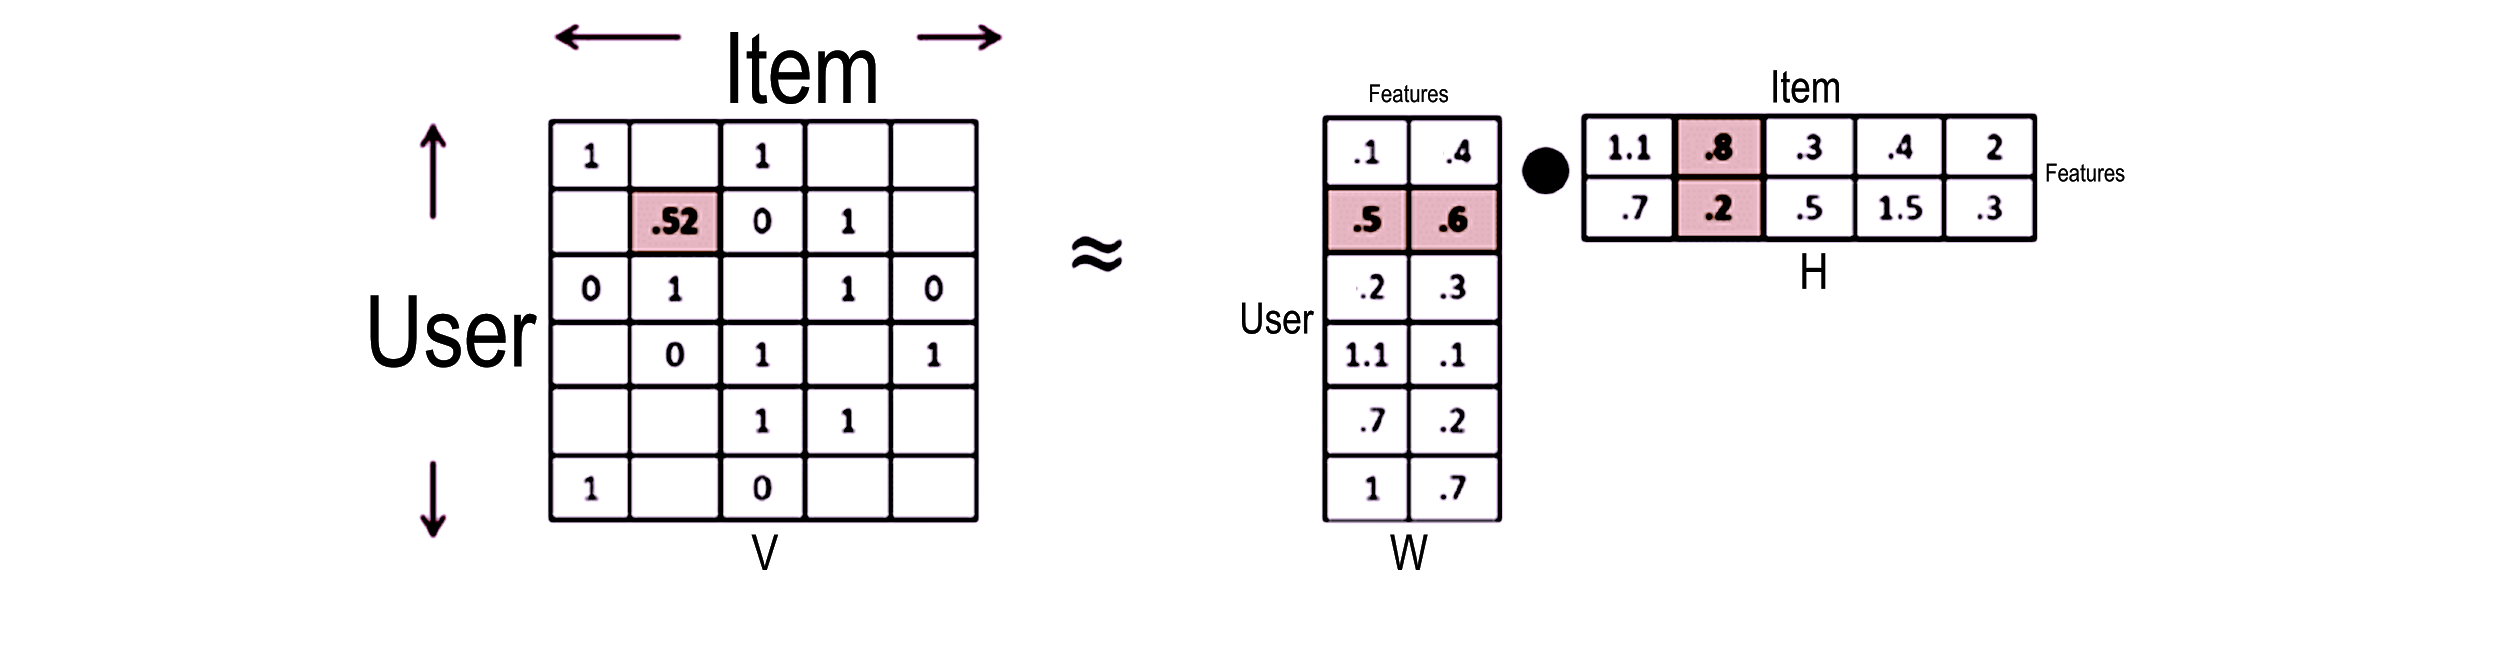 Item
Features
Item
1 1
.1 .4
1.1 .8 .3 .4 2
Features
.52 0 1
≈
.5 .6
.7 .2 .5 1.5 .3
H
User
0 1 1 0
User
.2 .3
0 1 1
1.1 .1
1 1
.7 .2
1 0
1 .7
V
W